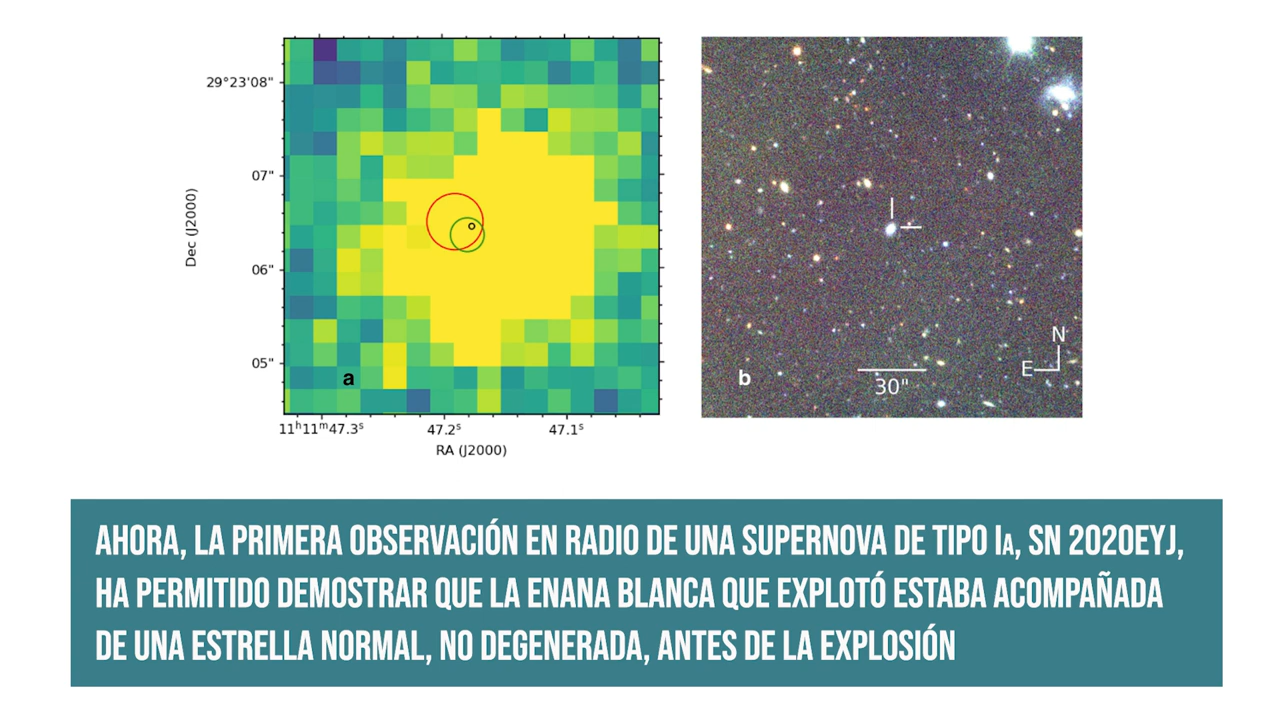 29°23'08"
07"
06"
05"
Dec (J2000)
a
11ʰ11ᵐ47.3ˢ
47.2ˢ
47.1ˢ
RA (J2000)
N
E
30"
b
AHORA, LA PRIMERA OBSERVACIÓN EN RADIO DE UNA SUPERNOVA DE TIPO IA, SN 2020EYJ,
HA PERMITIDO DEMOSTRAR QUE LA ENANA BLANCA QUE EXPLOTÓ ESTABA ACOMPAÑADA
DE UNA ESTRELLA NORMAL, NO DEGENERADA, ANTES DE LA EXPLOSIÓN